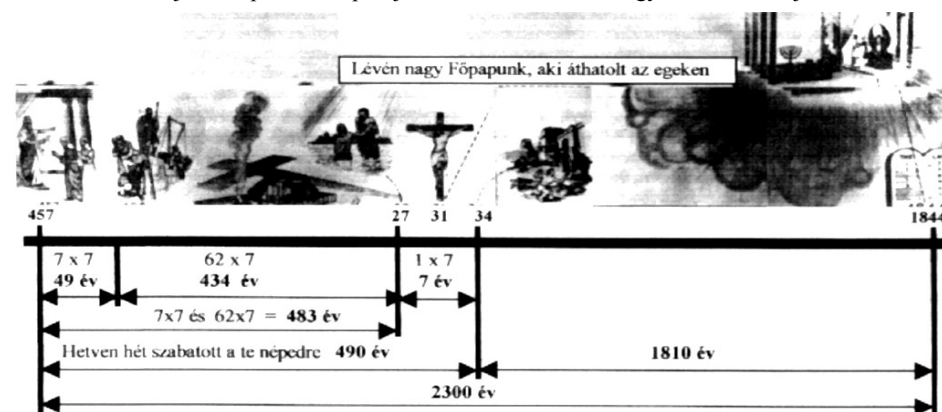 Lévén nagy Főpapunk, aki áthatolt az egeken
457 27 31 34 1844
7 x 7 62 x 7 1 x 7
49 év 434 év 7 év
7x7 és 62x7 = 483 év
Hetven hét szabatott a te népedre 490 év 1810 év
2300 év